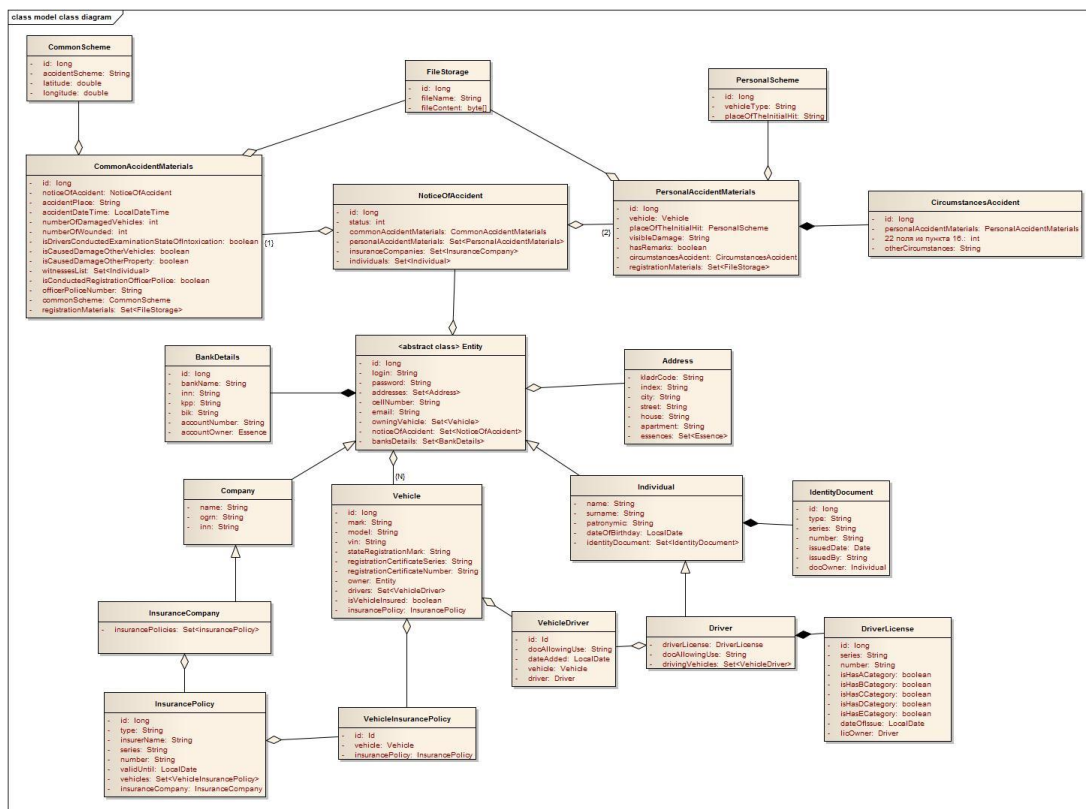 class model class diagram
CommonScheme
- id: long
- accidentScheme: String
- latitude: double
- longitude: double
FileStorage
- id: long
- fileName: String
- fileContent: byte[]
PersonalScheme
- id: long
- vehicleType: String
- placeOfTheInitialHit: String
CommonAccidentMaterials
- id: long
- noticeOfAccident: NoticeOfAccident
- accidentPlace: String
- accidentDateTime: LocalDateTime
- numberOfDamagedVehicles: int
- numberOfWounded: int
- isDriversConductedExaminationStateOfIntoxication: boolean
- isCausedDamageOtherVehicles: boolean
- isCausedDamageOtherProperty: boolean
- witnessesList: Set<Individual>
- isConductedRegistrationOfficerPolice: boolean
- officerPoliceNumber: String
- commonScheme: CommonScheme
- registrationMaterials: Set<FileStorage>
{1}
NoticeOfAccident
- id: long
- status: int
- commonAccidentMaterials: CommonAccidentMaterials
- personalAccidentMaterials: Set<PersonalAccidentMaterials>
- insuranceCompanies: Set<InsuranceCompany>
- individuals: Set<Individual>
{2}
PersonalAccidentMaterials
- id: long
- vehicle: Vehicle
- placeOfTheInitialHit: PersonalScheme
- visibleDamage: String
- hasRemarks: boolean
- circumstancesAccident: CircumstancesAccident
- registrationMaterials: Set<FileStorage>
CircumstancesAccident
- id: long
- personalAccidentMaterials: PersonalAccidentMaterials
- 22 поля из пункта 16.: int
- otherCircumstances: String
BankDetails
- id: long
- bankName: String
- inn: String
- kpp: String
- bik: String
- accountNumber: String
- accountOwner: Essence
<abstract class> Entity
- id: long
- login: String
- password: String
- addresses: Set<Address>
- cellNumber: String
- email: String
- owningVehicle: Set<Vehicle>
- noticeOfAccident: Set<NoticeOfAccident>
- banksDetails: Set<BankDetails>
Address
- kladrCode: String
- index: String
- city: String
- street: String
- house: String
- apartment: String
- essences: Set<Essence>
{N}
Company
- name: String
- ogrn: String
- inn: String
Vehicle
- id: long
- mark: String
- model: String
- vin: String
- stateRegistrationMark: String
- registrationCertificateSeries: String
- registrationCertificateNumber: String
- owner: Entity
- drivers: Set<VehicleDriver>
- isVehicleInsured: boolean
- insurancePolicy: InsurancePolicy
Individual
- name: String
- surname: String
- patronymic: String
- dateOfBirthday: LocalDate
- identityDocument: Set<IdentityDocument>
IdentityDocument
- id: long
- type: String
- series: String
- number: String
- issuedDate: Date
- issuedBy: String
- docOwner: Individual
InsuranceCompany
- insurancePolicies: Set<InsurancePolicy>
VehicleDriver
- id: Id
- docAllowingUse: String
- dateAdded: LocalDate
- vehicle: Vehicle
- driver: Driver
Driver
- driverLicense: DriverLicense
- docAllowingUse: String
- drivingVehicles: Set<VehicleDriver>
DriverLicense
- id: long
- series: String
- number: String
- isHasACategory: boolean
- isHasBCategory: boolean
- isHasCCategory: boolean
- isHasDCategory: boolean
- isHasECategory: boolean
- dateOfIssue: LocalDate
- licOwner: Driver
InsurancePolicy
- id: long
- type: String
- insurerName: String
- series: String
- number: String
- validUntil: LocalDate
- vehicles: Set<VehicleInsurancePolicy>
- insuranceCompany: InsuranceCompany
VehicleInsurancePolicy
- id: Id
- vehicle: Vehicle
- insurancePolicy: InsurancePolicy